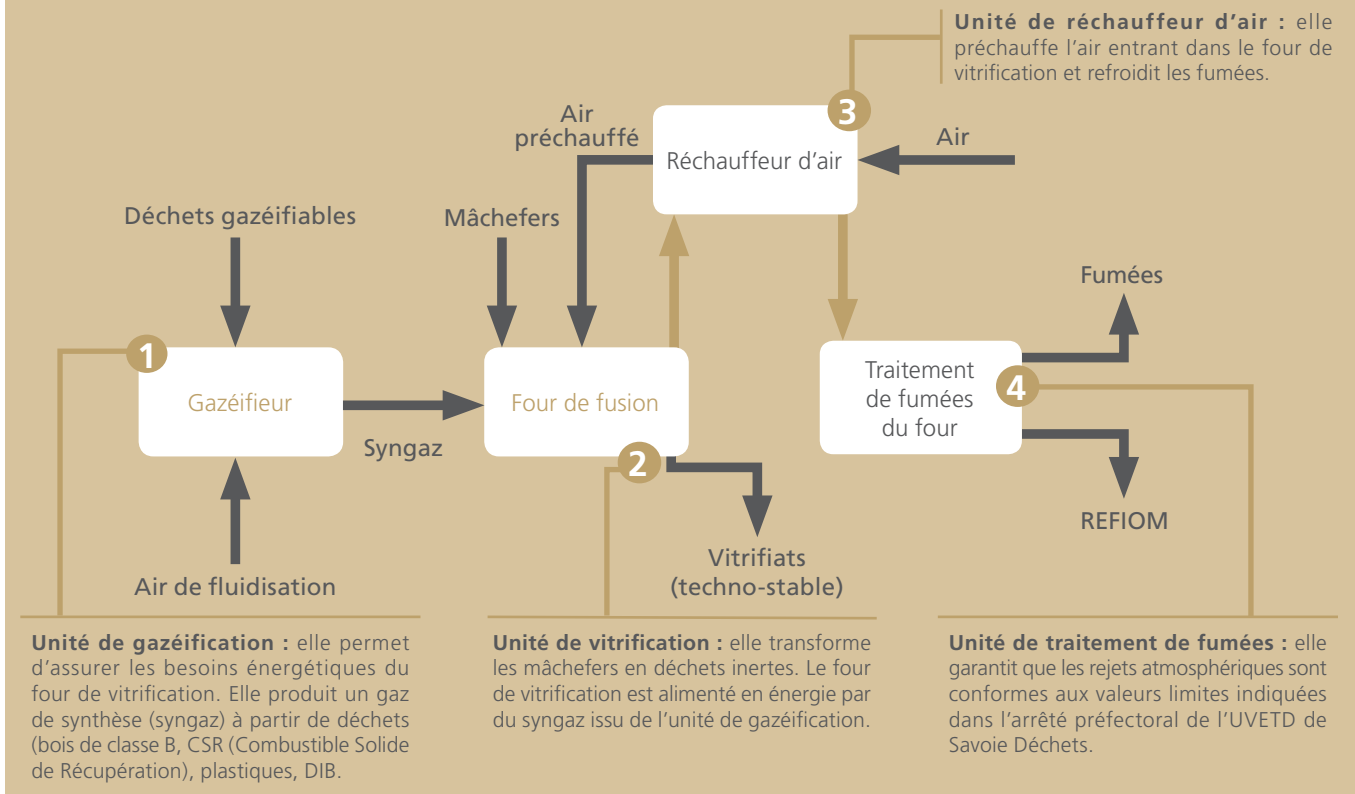 Unité de réchauffeur d’air : elle
préchauffe l’air entrant dans le four de
vitrification et refroidit les fumées.
3
Air
préchauffé
Réchauffeur d’air
Air
Déchets gazéifiables
Mâchefers
Fumées
1
Gazéifieur
Syngaz
Four de fusion
2
Traitement
de fumées
du four
4
REFIOM
Air de fluidisation
Vitrifiats
(techno-stable)
Unité de gazéification : elle permet
d’assurer les besoins énergétiques du
four de vitrification. Elle produit un gaz
de synthèse (syngaz) à partir de déchets
(bois de classe B, CSR (Combustible Solide
de Récupération), plastiques, DIB.
Unité de vitrification : elle transforme
les mâchefers en déchets inertes. Le four
de vitrification est alimenté en énergie par
du syngaz issu de l’unité de gazéification.
Unité de traitement de fumées : elle
garantit que les rejets atmosphériques sont
conformes aux valeurs limites indiquées
dans l’arrêté préfectoral de l’UVETD de
Savoie Déchets.